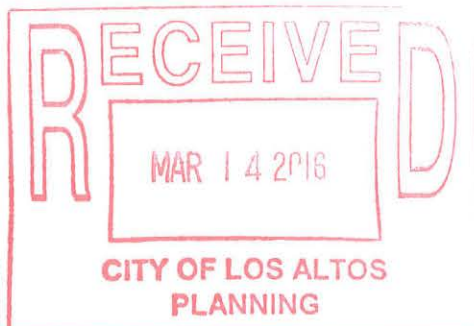 RECEIVED
MAR 14 2016
CITY OF LOS ALTOS
PLANNING